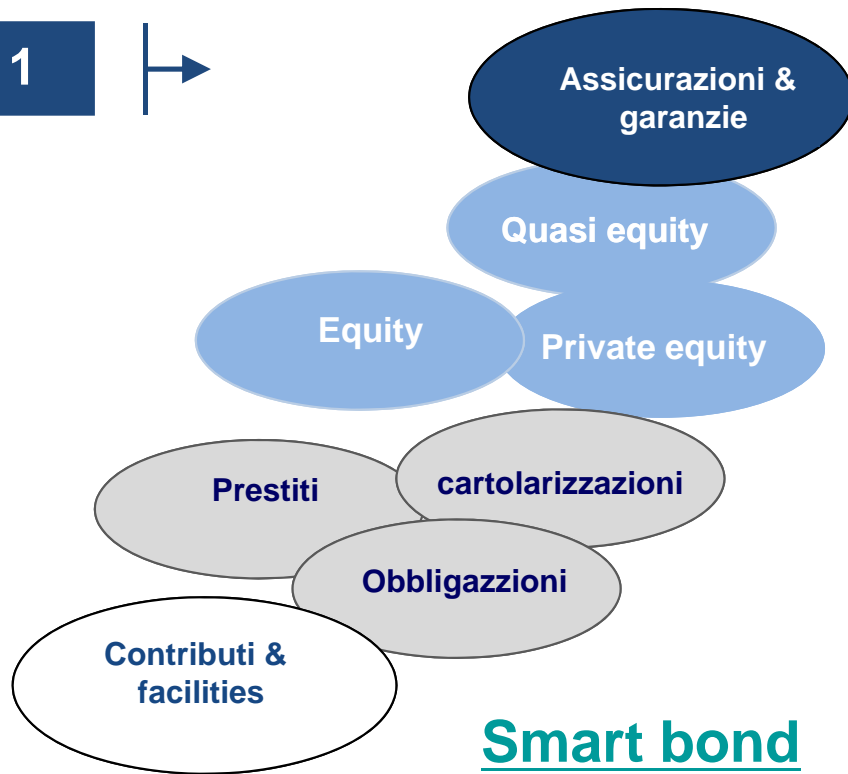 1
Assicurazioni &
garanzie
Quasi equity
Equity
Private equity
Prestiti
cartolarizzazioni
Obbligazzioni
Contributi &
facilities
Smart bond